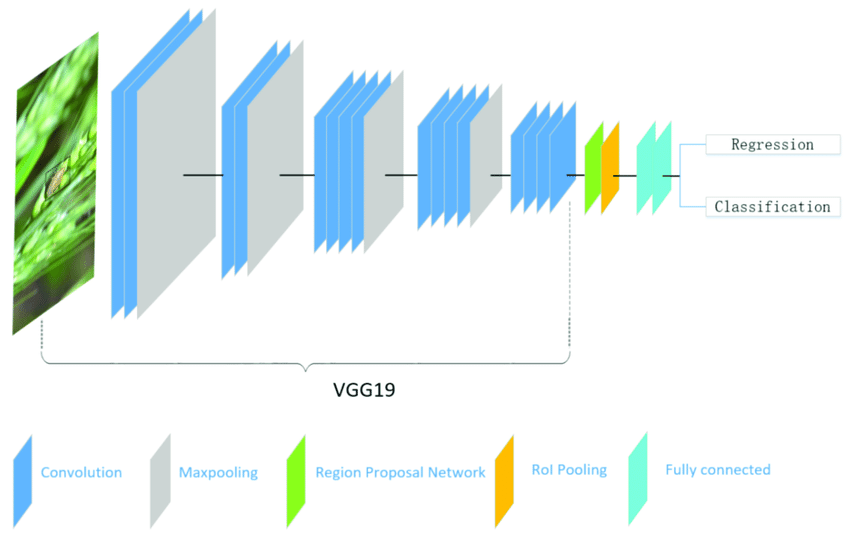 Regression
Classification
VGG19
Convolution
Maxpooling
Region Proposal Network
RoI Pooling
Fully connected